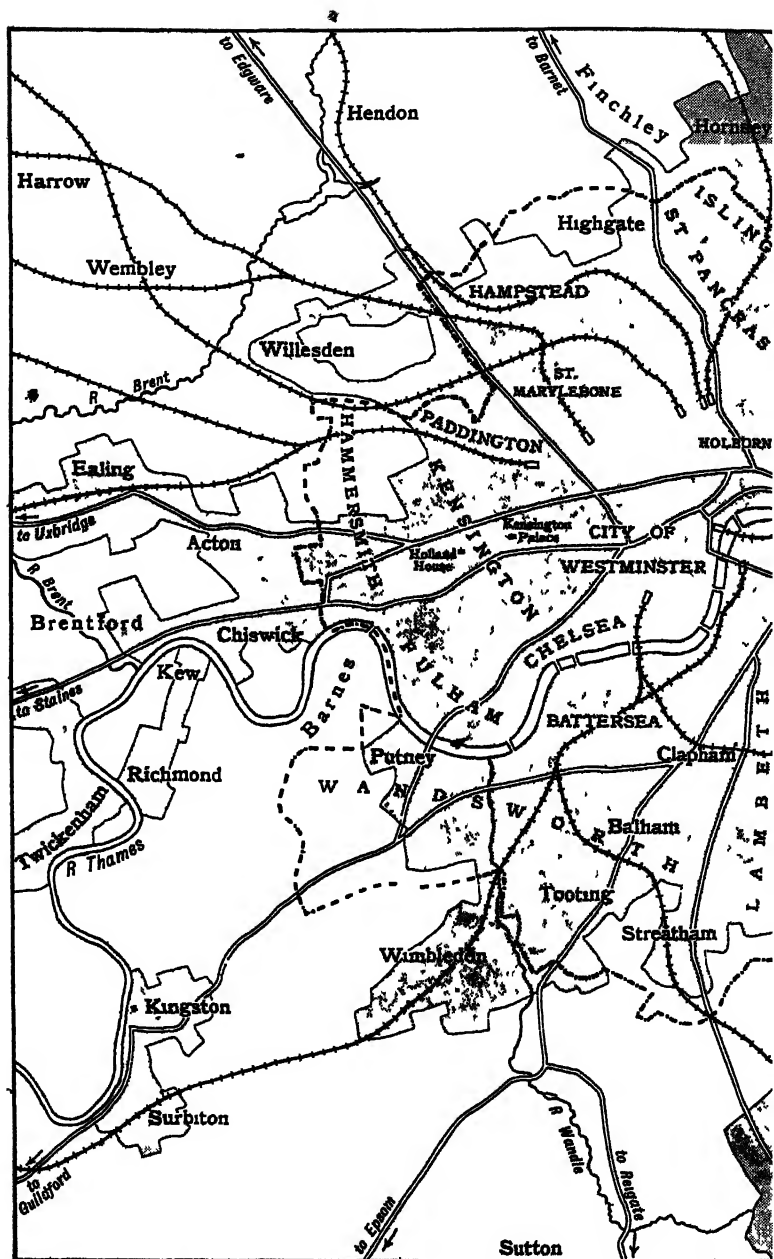 to Edgware
to Barnet
Finchley
Hendon
Hornsey
Harrow
ISLING
Highgate
ST PANCRAS
Wembley
HAMPSTEAD
Willesden
R Brent
ST.
MARYLEBONE
PADDINGTON
HOLBORN
HAMMERSMITH
Ealing
KENSINGTON
to Uxbridge
Kensington
Palace
CITY OF
Acton
Holland
House
WESTMINSTER
R Brent
Brentford
Chiswick
CHELSEA
FULHAM
Kew
to Staines
Barnes
BATTERSEA
Putney
Clapham
LAMBETH
Richmond
WANDSWORTH
Twickenham
Balham
R Thames
Tooting
Streatham
Wimbledon
Kingston
Surbiton
to
Guildford
R Wandle
to Reigate
to Epsom
Sutton